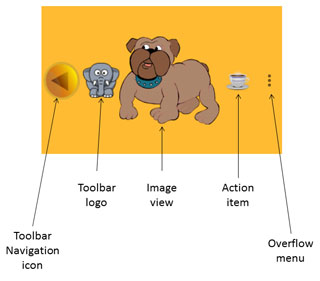 Toolbar
logo
Image
view
Action
item
Toolbar
Navigation
icon
Overflow
menu